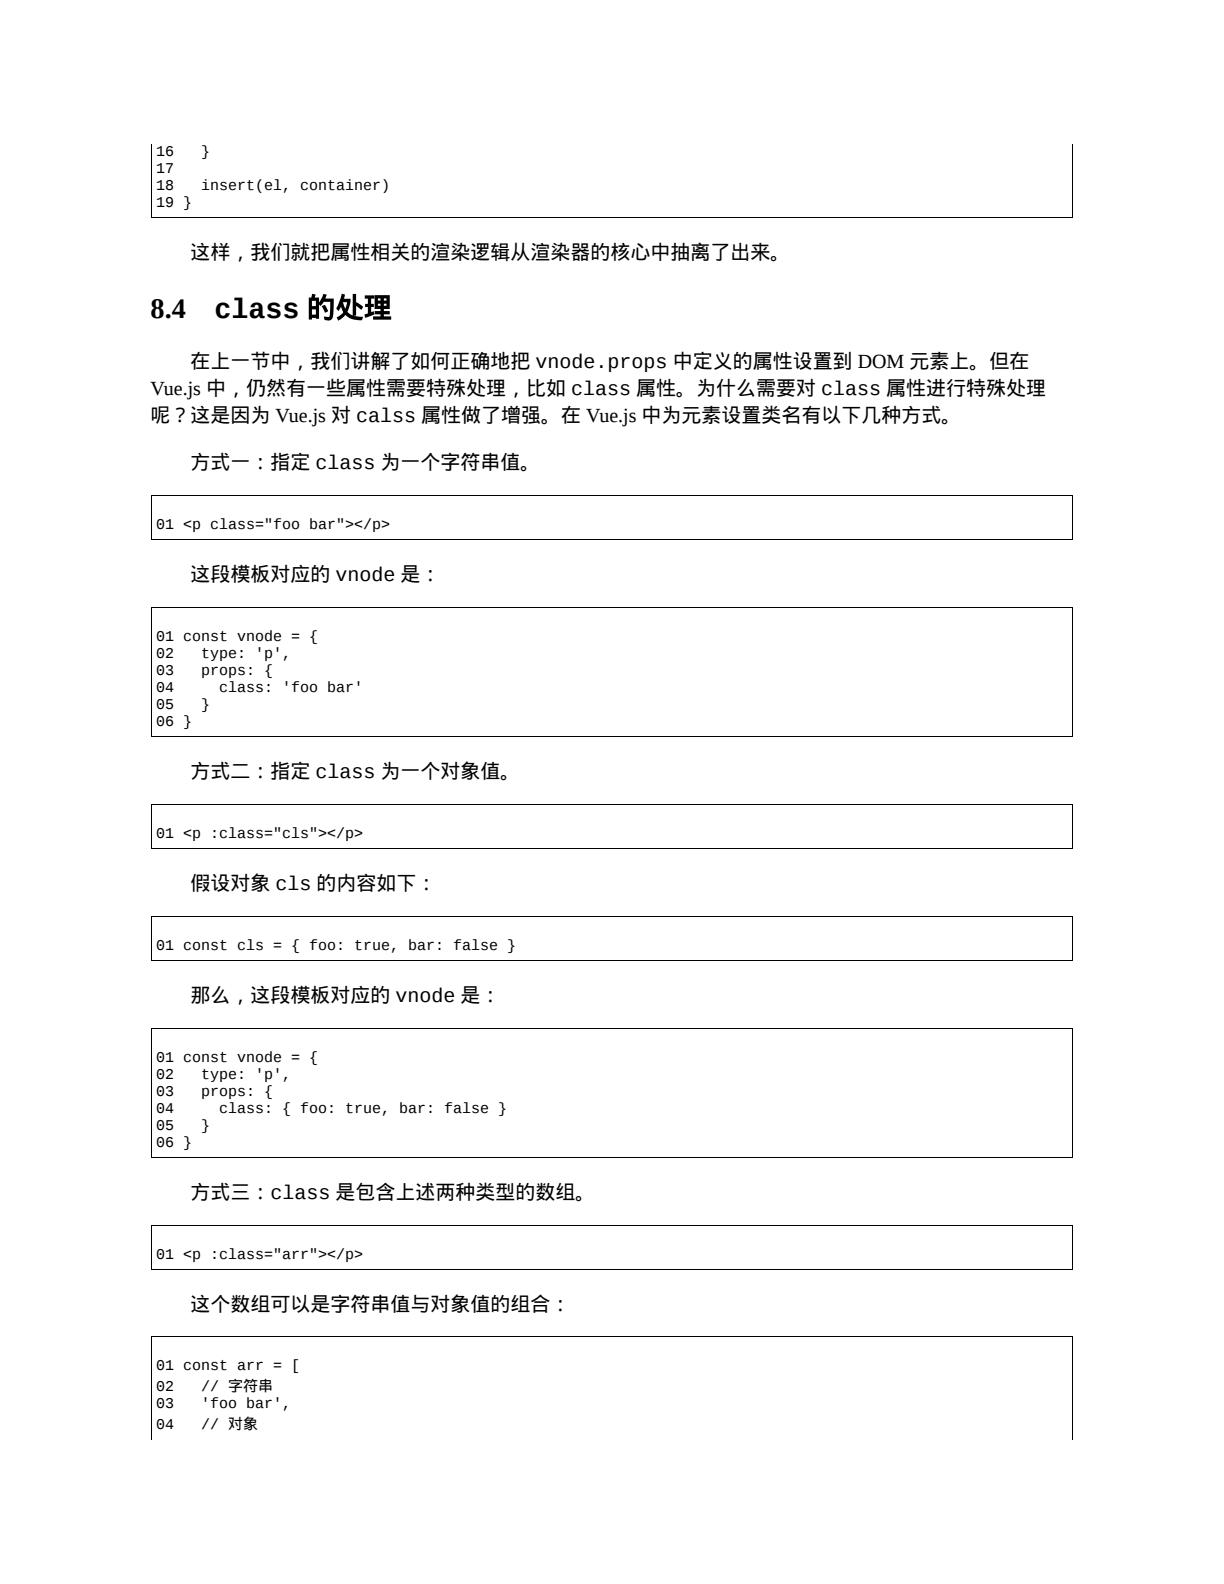 16   }
17
18   insert(el, container)
19 }
这样，我们就把属性相关的渲染逻辑从渲染器的核心中抽离了出来。
8.4 class 的处理
在上一节中，我们讲解了如何正确地把 vnode.props 中定义的属性设置到 DOM 元素上。但在
Vue.js 中，仍然有一些属性需要特殊处理，比如 class 属性。为什么需要对 class 属性进行特殊处理
呢？这是因为 Vue.js 对 calss 属性做了增强。在 Vue.js 中为元素设置类名有以下几种方式。
方式一：指定 class 为一个字符串值。
01 <p class="foo bar"></p>
这段模板对应的 vnode 是：
01 const vnode = {
02   type: 'p',
03   props: {
04     class: 'foo bar'
05   }
06 }
方式二：指定 class 为一个对象值。
01 <p :class="cls"></p>
假设对象 cls 的内容如下：
01 const cls = { foo: true, bar: false }
那么，这段模板对应的 vnode 是：
01 const vnode = {
02   type: 'p',
03   props: {
04     class: { foo: true, bar: false }
05   }
06 }
方式三：class 是包含上述两种类型的数组。
01 <p :class="arr"></p>
这个数组可以是字符串值与对象值的组合：
01 const arr = [
02   // 字符串
03   'foo bar',
04   // 对象